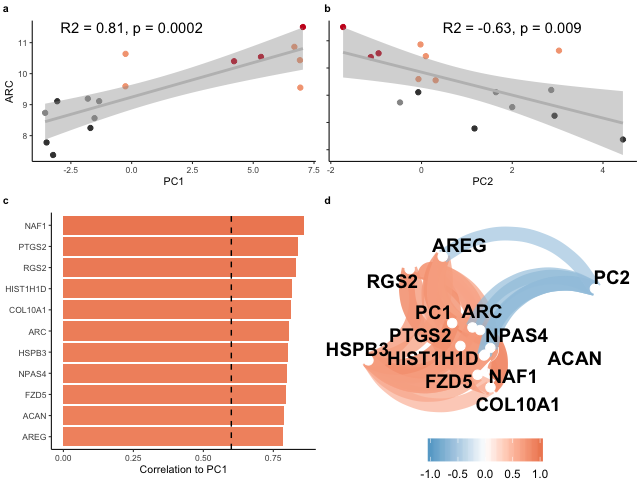 a
b
R2 = 0.81, p = 0.0002
R2 = -0.63, p = 0.009
ARC
11
10
9
8
-2.5
0.0
2.5
5.0
7.5
PC1
-2
0
2
4
PC2
c
d
NAF1
PTGS2
RGS2
HIST1H1D
COL10A1
ARC
HSPB3
NPAS4
FZD5
ACAN
AREG
0.00
0.25
0.50
0.75
Correlation to PC1
AREG
RGS2
PC2
PC1
ARC
PTGS2
NPAS4
HSPB3
HIST1H1D
ACAN
FZD5
NAF1
COL10A1
-1.0
-0.5
0.0
0.5
1.0